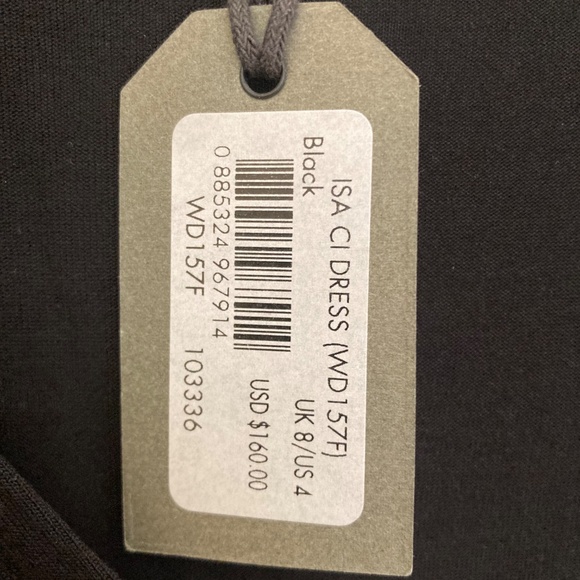 ISA CI DRESS (WD157F)
Black
UK 8/US 4
USD $160.00
0 885324 967914
WD157F 103336